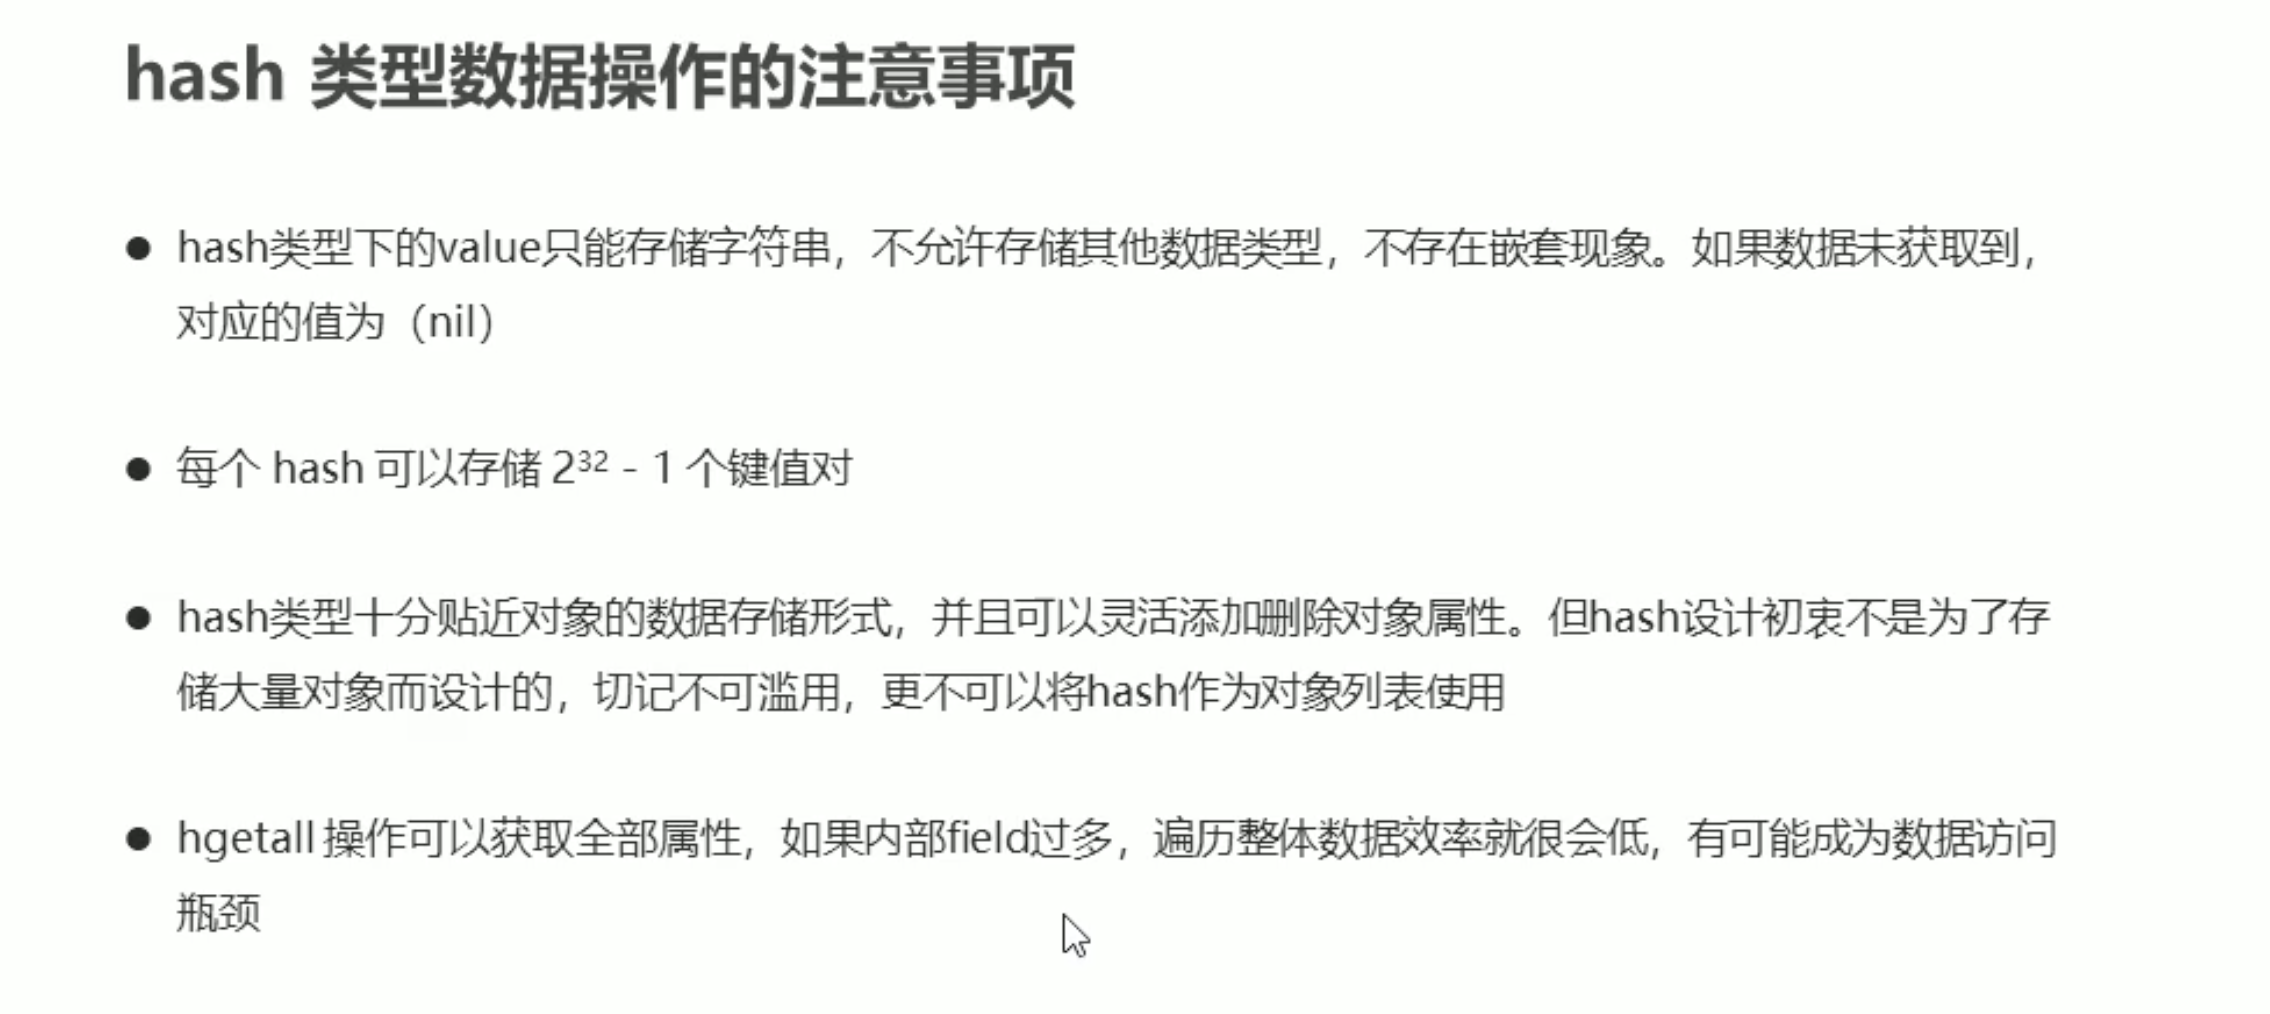 hash 类型数据操作的注意事项
● hash类型下的value只能存储字符串，不允许存储其他数据类型，不存在嵌套现象。如果数据未获取到，
对应的值为（nil）
● 每个 hash 可以存储 2³² - 1 个键值对
● hash类型十分贴近对象的数据存储形式，并且可以灵活添加删除对象属性。但hash设计初衷不是为了存
储大量对象而设计的，切记不可滥用，更不可以将hash作为对象列表使用
● hgetall 操作可以获取全部属性，如果内部field过多，遍历整体数据效率就很会低，有可能成为数据访问
瓶颈